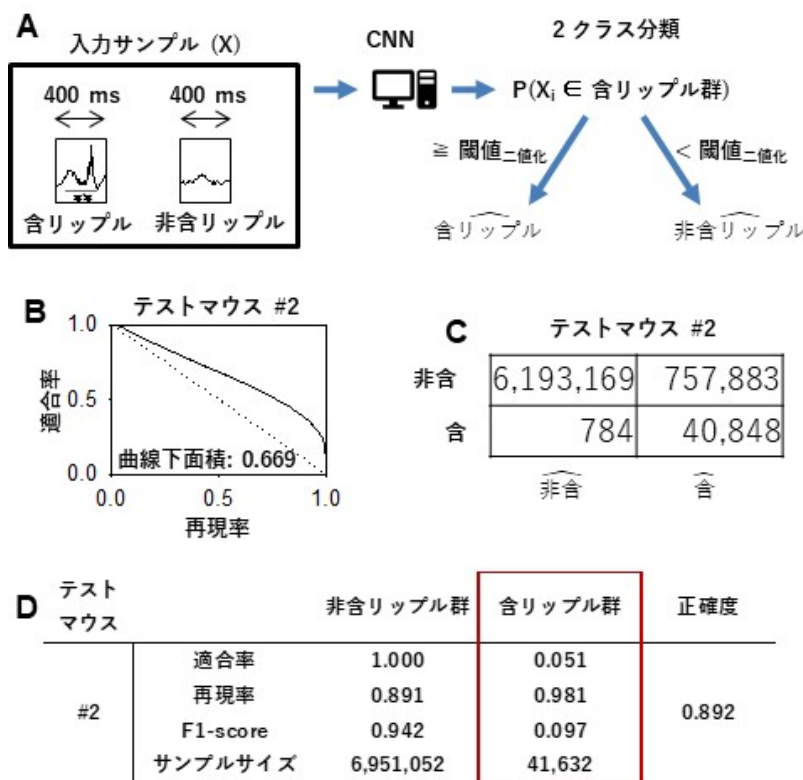 A
入力サンプル (X)
CNN
2 クラス分類
400 ms
400 ms
P(Xi ∈ 含リップル群)
≧ 閾値二値化
< 閾値二値化
含リップル
非含リップル
含リップル
非含リップル
B
テストマウス #2
1.0
適合率
0.5
曲線下面積: 0.669
0.0
0.0
0.5
1.0
再現率
C
テストマウス #2
非含
6,193,169
757,883
含
784
40,848
非含
含
D
テスト
マウス
非含リップル群
含リップル群
正確度
適合率
1.000
0.051
#2
再現率
0.891
0.981
0.892
F1-score
0.942
0.097
サンプルサイズ
6,951,052
41,632